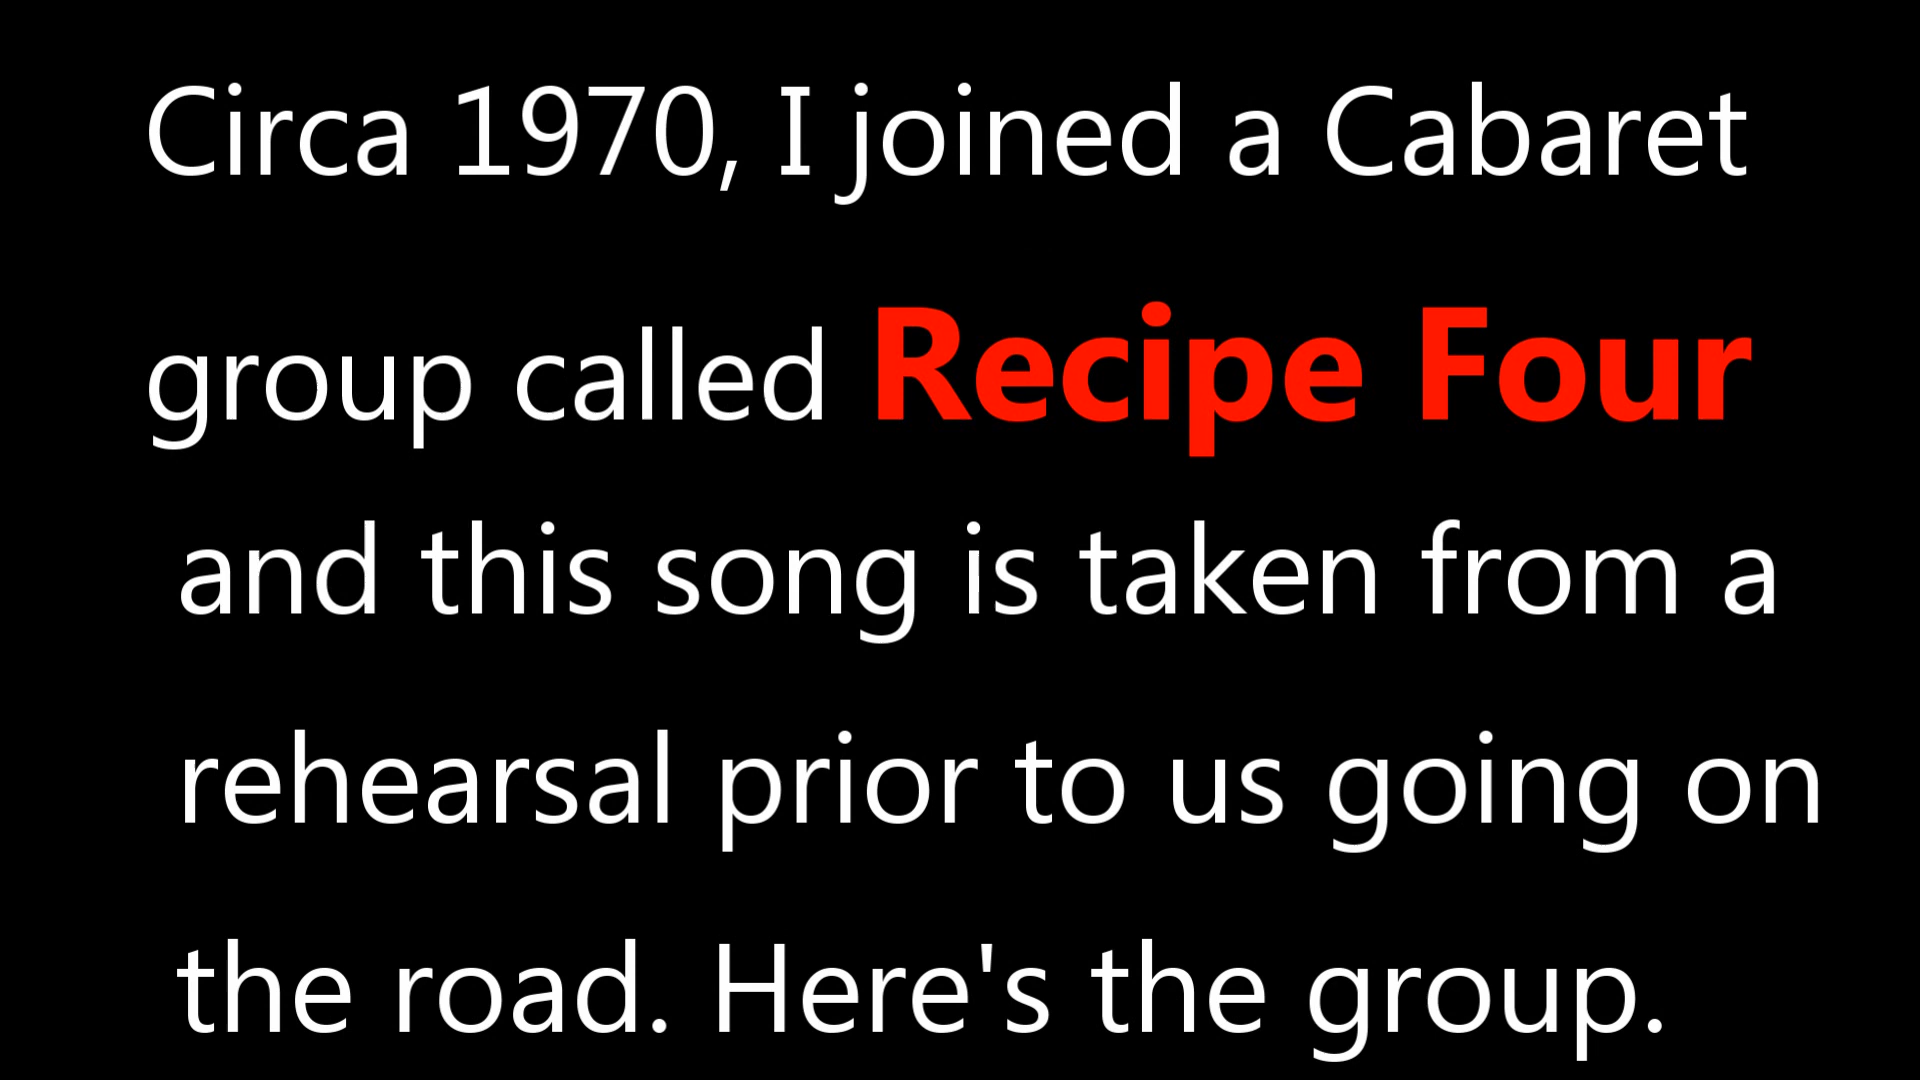 Circa 1970, I joined a Cabaret
group called Recipe Four
and this song is taken from a
rehearsal prior to us going on
the road. Here's the group.